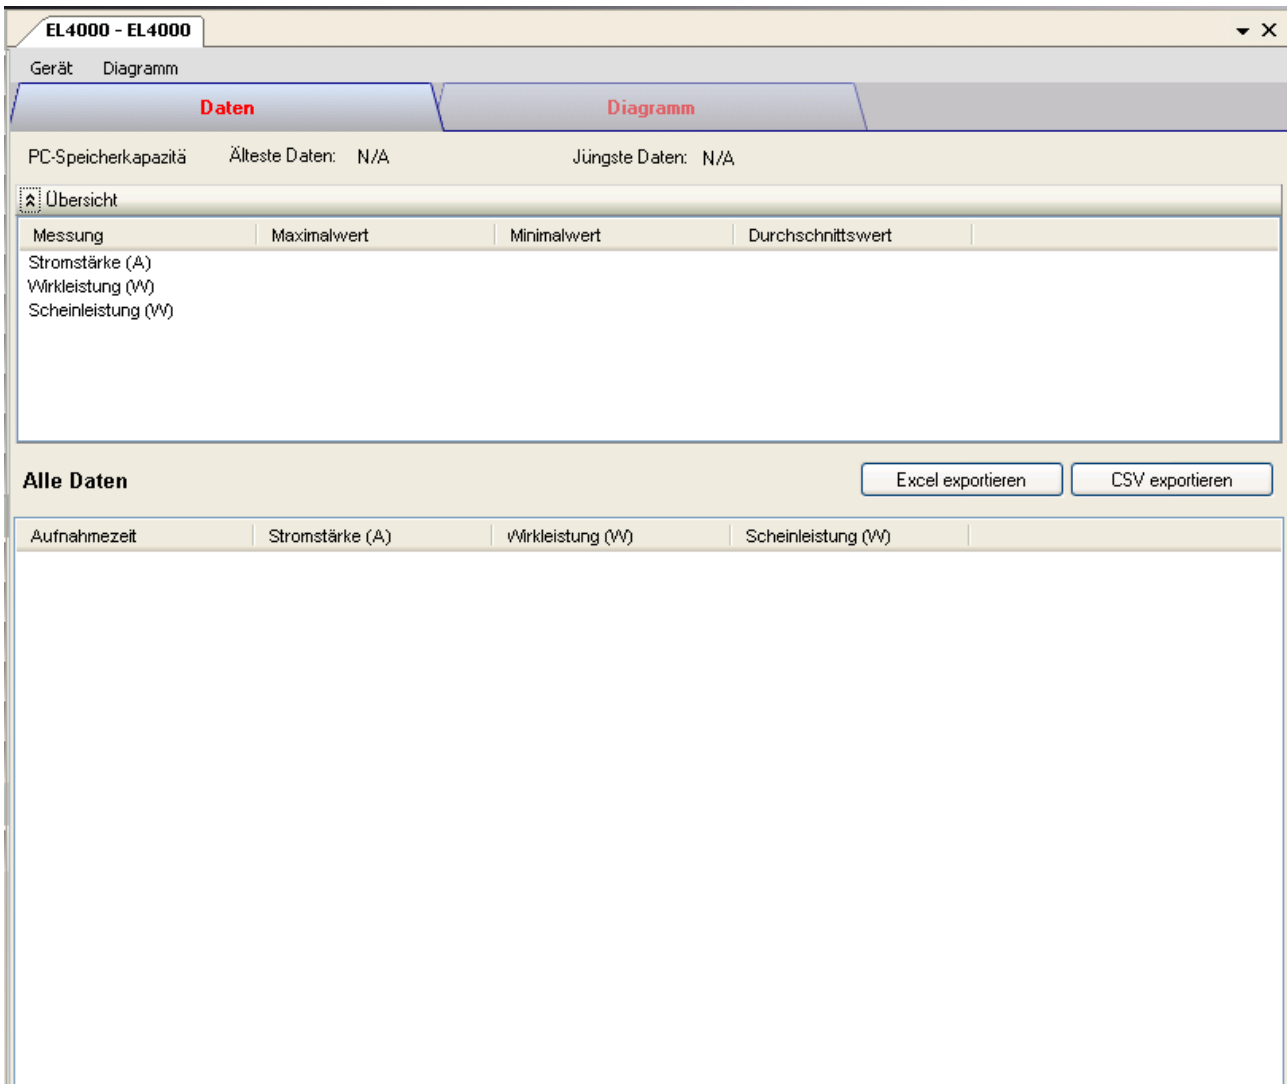 EL4000 - EL4000
Gerät Diagramm
Daten Diagramm
PC-Speicherkapazitä Älteste Daten: N/A Jüngste Daten: N/A
Übersicht
Messung Maximalwert Minimalwert Durchschnittswert
Stromstärke (A)
Wirkleistung (W)
Scheinleistung (W)
Alle Daten Excel exportieren CSV exportieren
Aufnahmezeit Stromstärke (A) Wirkleistung (W) Scheinleistung (W)